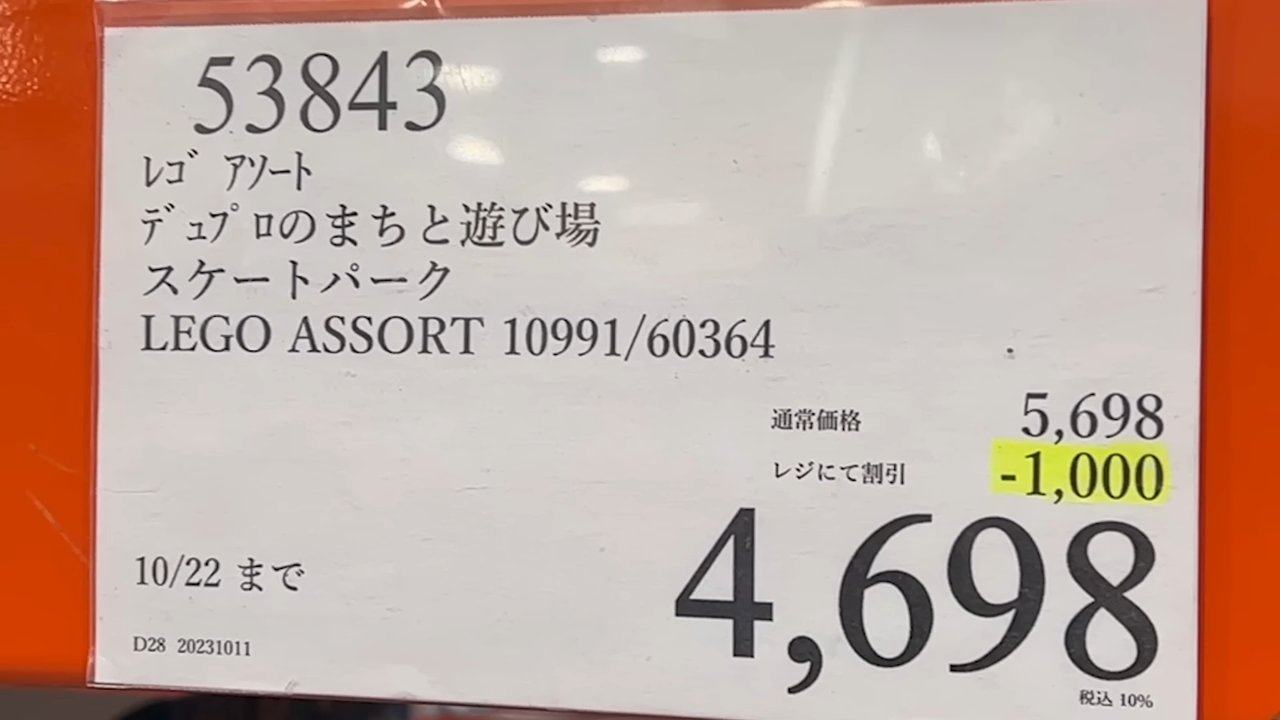 53843
ﾚｺﾞ ｱｿｰﾄ
ﾃﾞｭﾌﾟﾛのまちと遊び場
スケートパーク
LEGO ASSORT 10991/60364
通常価格 5,698
レジにて割引 -1,000
4,698
10/22 まで
D28 20231011
税込 10%